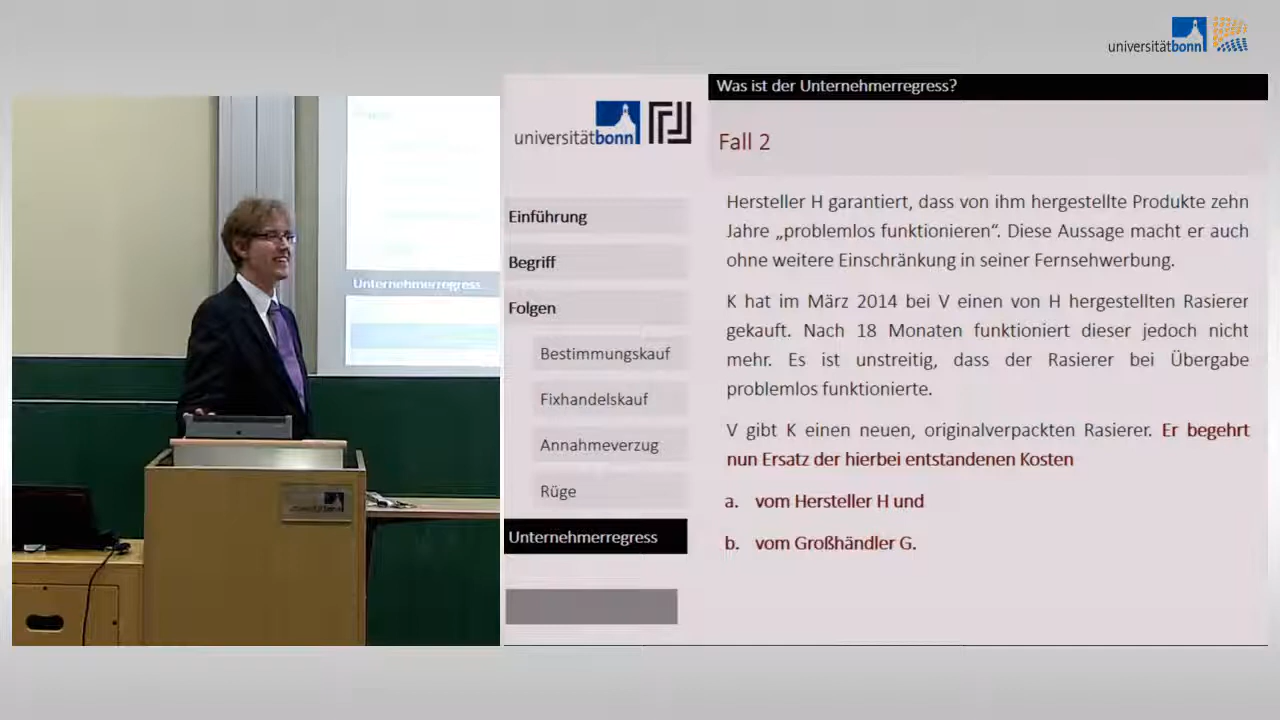 universitätbonn
Was ist der Unternehmerregress?
universitätbonn
Fall 2
Hersteller H garantiert, dass von ihm hergestellte Produkte zehn
Jahre „problemlos funktionieren“. Diese Aussage macht er auch
ohne weitere Einschränkung in seiner Fernsehwerbung.
K hat im März 2014 bei V einen von H hergestellten Rasierer
gekauft. Nach 18 Monaten funktioniert dieser jedoch nicht
mehr. Es ist unstreitig, dass der Rasierer bei Übergabe
problemlos funktionierte.
V gibt K einen neuen, originalverpackten Rasierer. Er begehrt
nun Ersatz der hierbei entstandenen Kosten
a. vom Hersteller H und
b. vom Großhändler G.
Einführung
Begriff
Folgen
Bestimmungskauf
Fixhandelskauf
Annahmeverzug
Rüge
Unternehmerregress
Unternehmerregress
universitätbonn